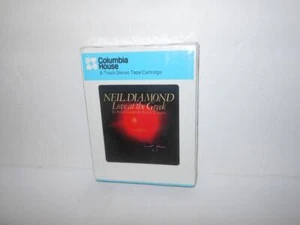 Columbia
House
8-Track Stereo Tape Cartridge
NEIL DIAMOND
Love at the Greek